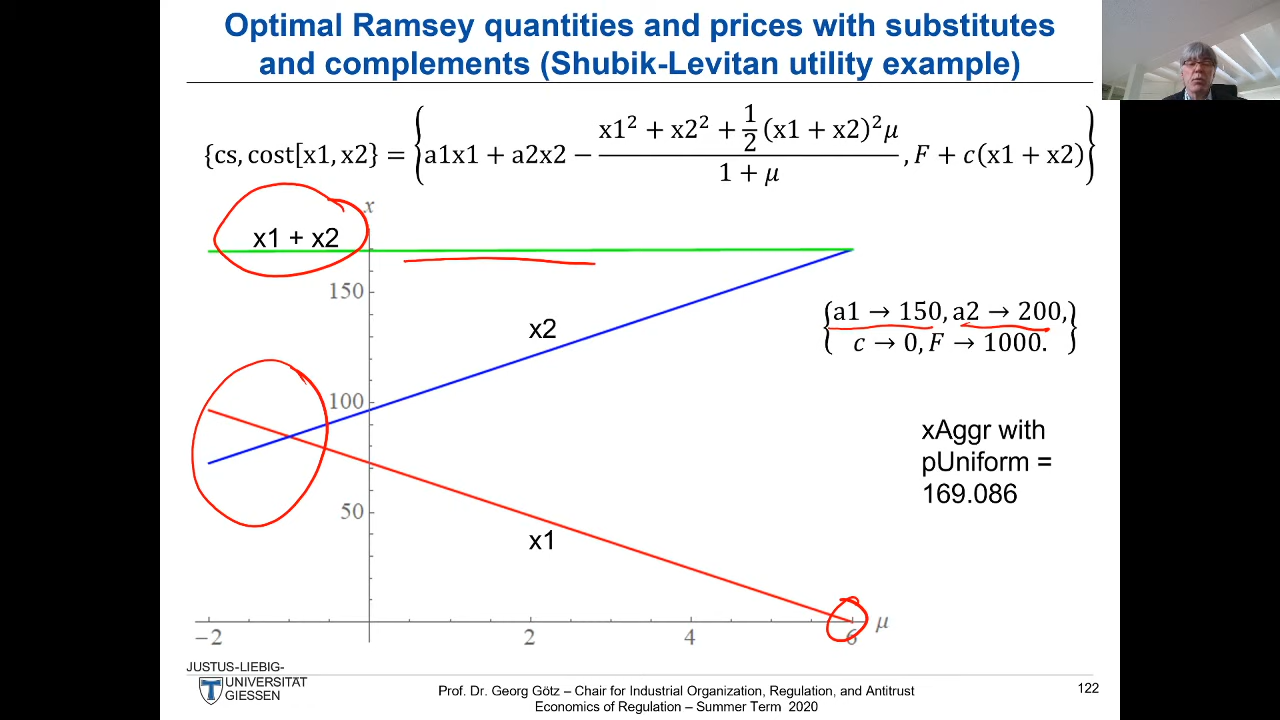 Optimal Ramsey quantities and prices with substitutes
and complements (Shubik-Levitan utility example)
{cs, cost[x1, x2} = {a1x1 + a2x2 − (x1² + x2² + ½(x1 + x2)²μ)/(1 + μ), F + c(x1 + x2)}
x
x1 + x2
150
x2
{a1 → 150, a2 → 200,
c → 0, F → 1000.}
100
xAggr with
pUniform =
169.086
50
x1
−2
2
4
6
μ
JUSTUS-LIEBIG-
UNIVERSITAT
GIESSEN
Prof. Dr. Georg Götz – Chair for Industrial Organization, Regulation, and Antitrust
Economics of Regulation – Summer Term 2020
122